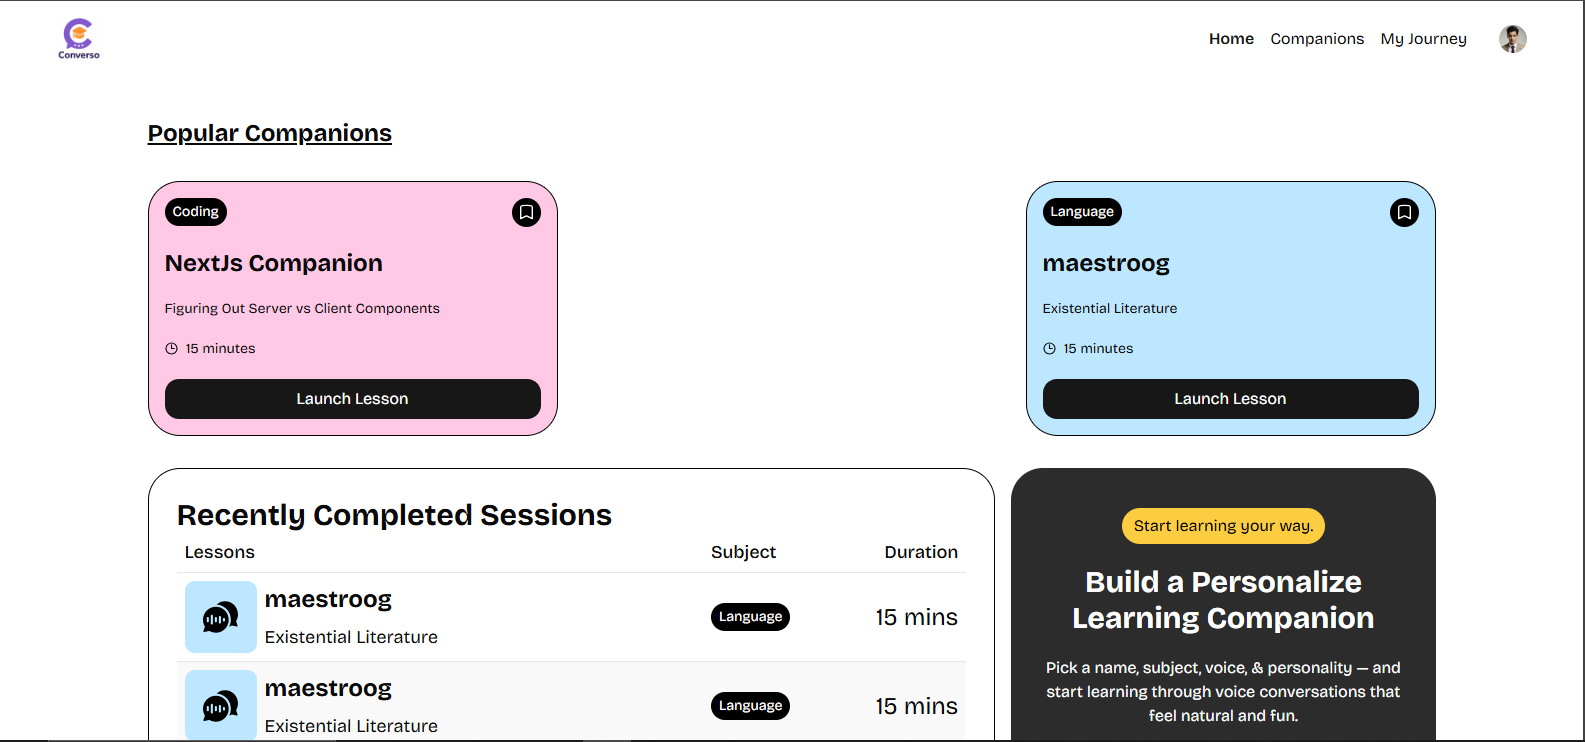 Converso
Home Companions My Journey
Popular Companions
Coding
NextJs Companion
Figuring Out Server vs Client Components
15 minutes
Launch Lesson
Language
maestroog
Existential Literature
15 minutes
Launch Lesson
Recently Completed Sessions
Lessons Subject Duration
maestroog
Existential Literature
Language
15 mins
maestroog
Existential Literature
Language
15 mins
Start learning your way.
Build a Personalize
Learning Companion
Pick a name, subject, voice, & personality — and
start learning through voice conversations that
feel natural and fun.